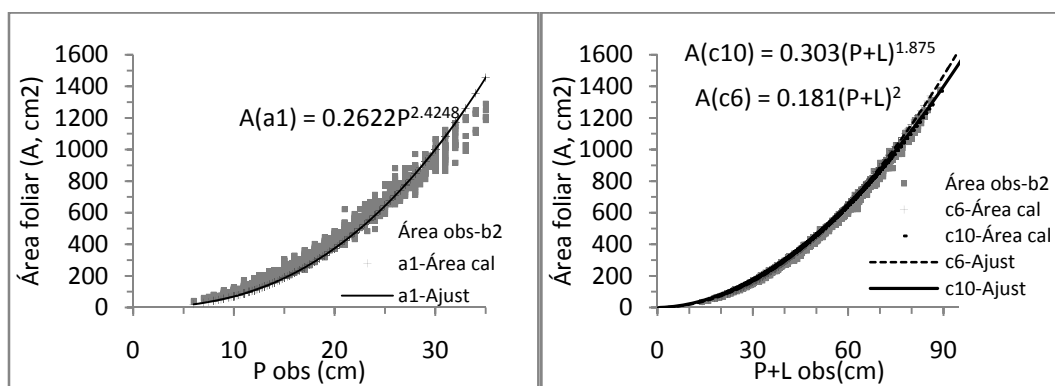 1600
1400
1200
1000
800
600
400
200
0
Área foliar (A, cm2)
A(a1) = 0.2622P^2.4248
Área obs-b2
a1-Área cal
a1-Ajust
0 10 20 30
P obs (cm)
1600
1400
1200
1000
800
600
400
200
0
Área foliar (A, cm2)
A(c10) = 0.303(P+L)^1.875
A(c6) = 0.181(P+L)^2
Área obs-b2
c6-Área cal
c10-Área cal
c6-Ajust
c10-Ajust
0 30 60 90
P+L obs(cm)